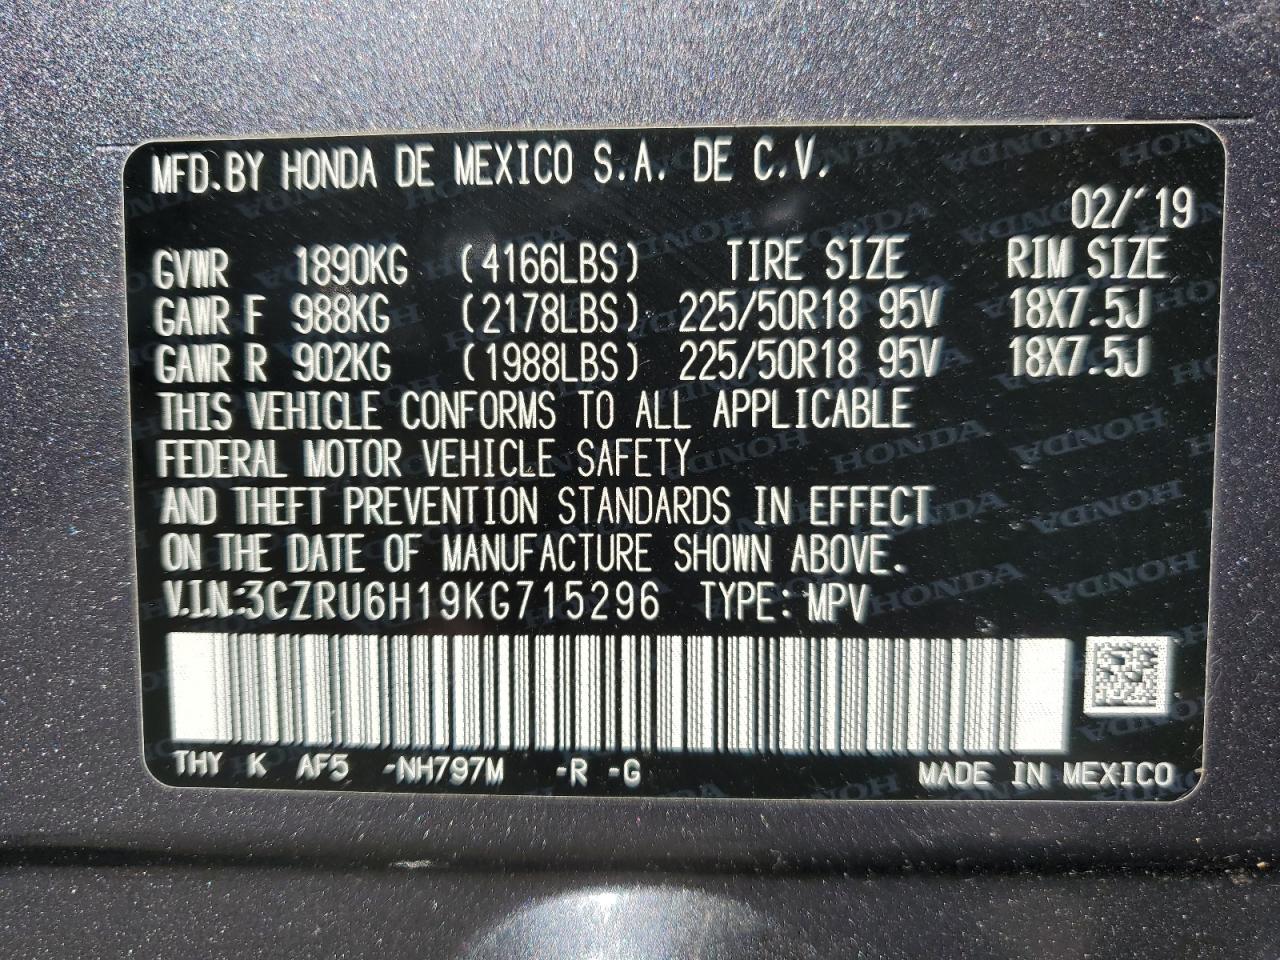 MFD.BY HONDA DE MEXICO S.A. DE C.V.
02/'19
GVWR 1890KG (4166LBS) TIRE SIZE RIM SIZE
GAWR F 988KG (2178LBS) 225/50R18 95V 18X7.5J
GAWR R 902KG (1988LBS) 225/50R18 95V 18X7.5J
THIS VEHICLE CONFORMS TO ALL APPLICABLE
FEDERAL MOTOR VEHICLE SAFETY
AND THEFT PREVENTION STANDARDS IN EFFECT
ON THE DATE OF MANUFACTURE SHOWN ABOVE.
V.I.N.:3CZRU6H19KG715296 TYPE: MPV
THY K AF5 -NH797M -R -G MADE IN MEXICO